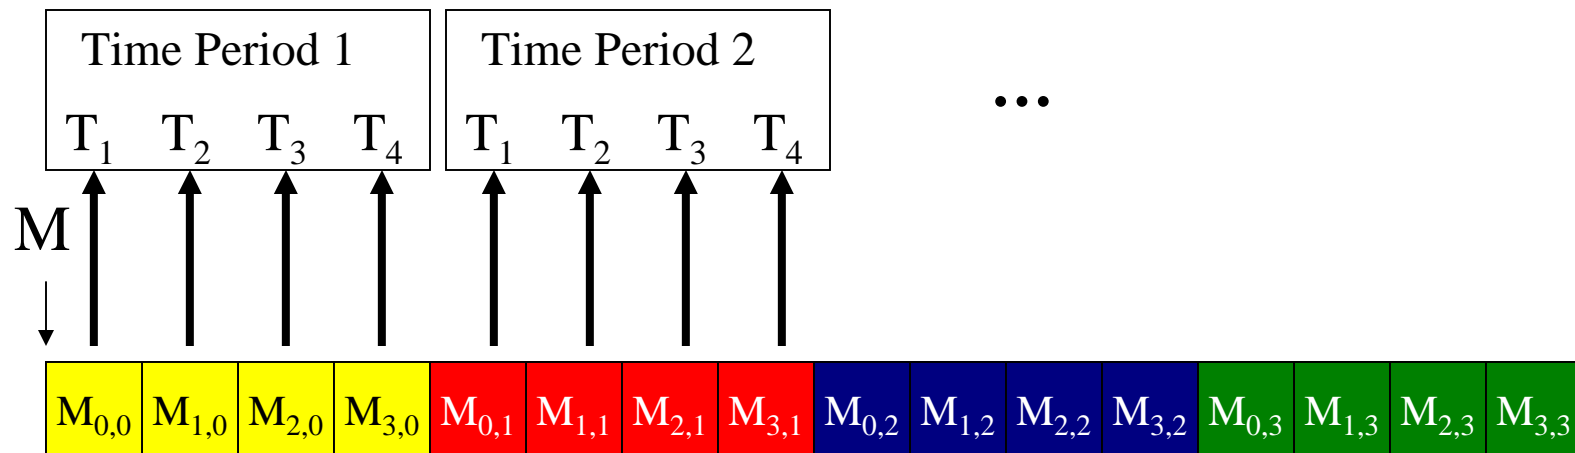 Time Period 1 Time Period 2
...
T₁ T₂ T₃ T₄ T₁ T₂ T₃ T₄
M
M₀,₀ M₁,₀ M₂,₀ M₃,₀ M₀,₁ M₁,₁ M₂,₁ M₃,₁ M₀,₂ M₁,₂ M₂,₂ M₃,₂ M₀,₃ M₁,₃ M₂,₃ M₃,₃